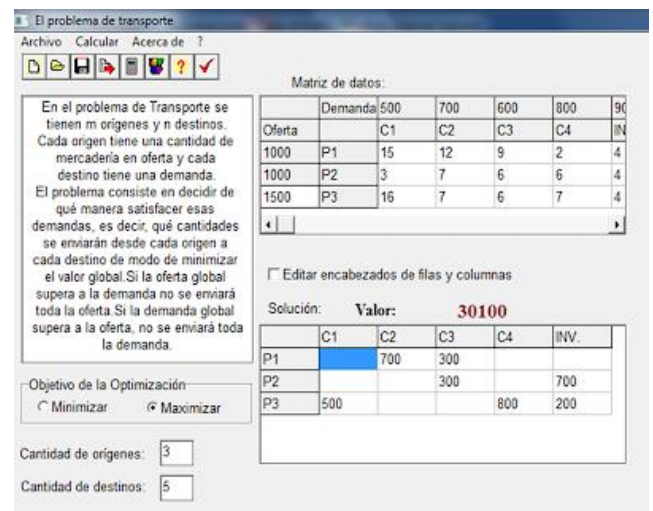 El problema de transporte
Archivo Calcular Acerca de ?
Matriz de datos:
En el problema de Transporte se
tienen m orígenes y n destinos.
Cada origen tiene una cantidad de
mercadería en oferta y cada
destino tiene una demanda.
El problema consiste en decidir de
qué manera satisfacer esas
demandas, es decir, qué cantidades
se enviarán desde cada origen a
cada destino de modo de minimizar
el valor global.Si la oferta global
supera a la demanda no se enviará
toda la oferta.Si la demanda global
supera a la oferta, no se enviará toda
la demanda.
Demanda 500 700 600 800 90
Oferta C1 C2 C3 C4 IN
1000 P1 15 12 9 2 4
1000 P2 3 7 6 6 4
1500 P3 16 7 6 7 4
Editar encabezados de filas y columnas
Solución: Valor: 30100
C1 C2 C3 C4 INV.
P1 700 300
P2 300 700
P3 500 800 200
Objetivo de la Optimización
Minimizar Maximizar
Cantidad de orígenes: 3
Cantidad de destinos: 5